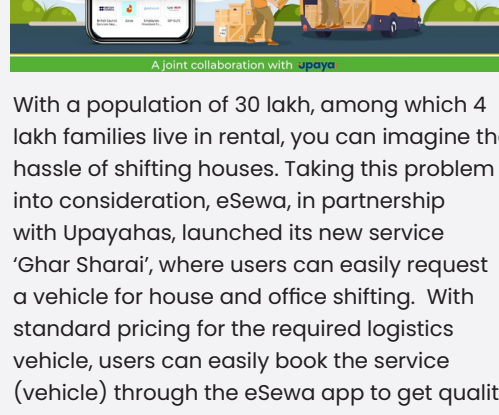 A joint collaboration with upaya
With a population of 30 lakh, among which 4
lakh families live in rental, you can imagine the
hassle of shifting houses. Taking this problem
into consideration, eSewa, in partnership
with Upayahas, launched its new service
‘Ghar Sharai’, where users can easily request
a vehicle for house and office shifting.  With
standard pricing for the required logistics
vehicle, users can easily book the service
(vehicle) through the eSewa app to get qualit